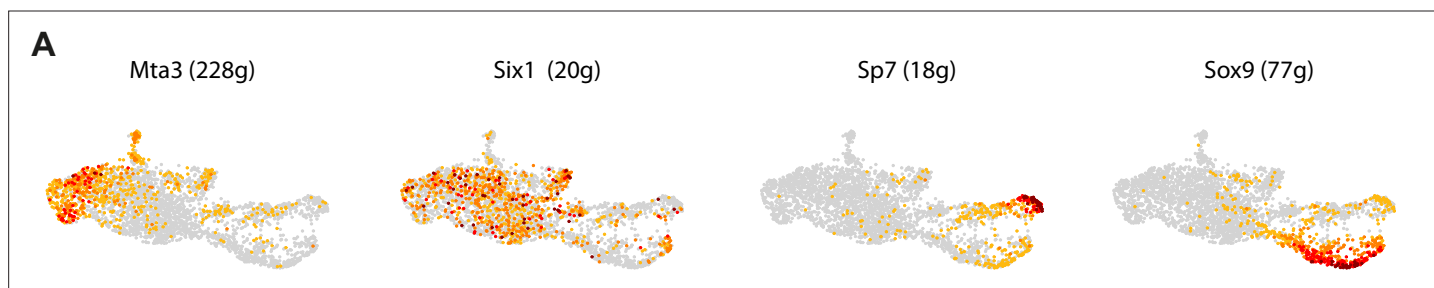 A
Mta3 (228g)
Six1 (20g)
Sp7 (18g)
Sox9 (77g)